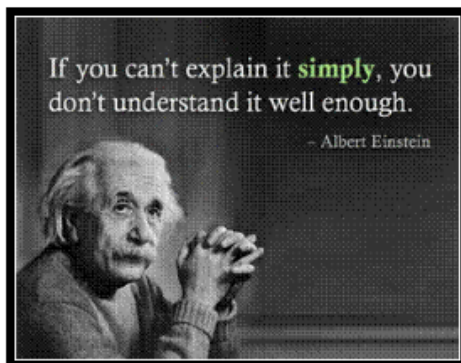 If you can't explain it simply, you
don't understand it well enough.
– Albert Einstein